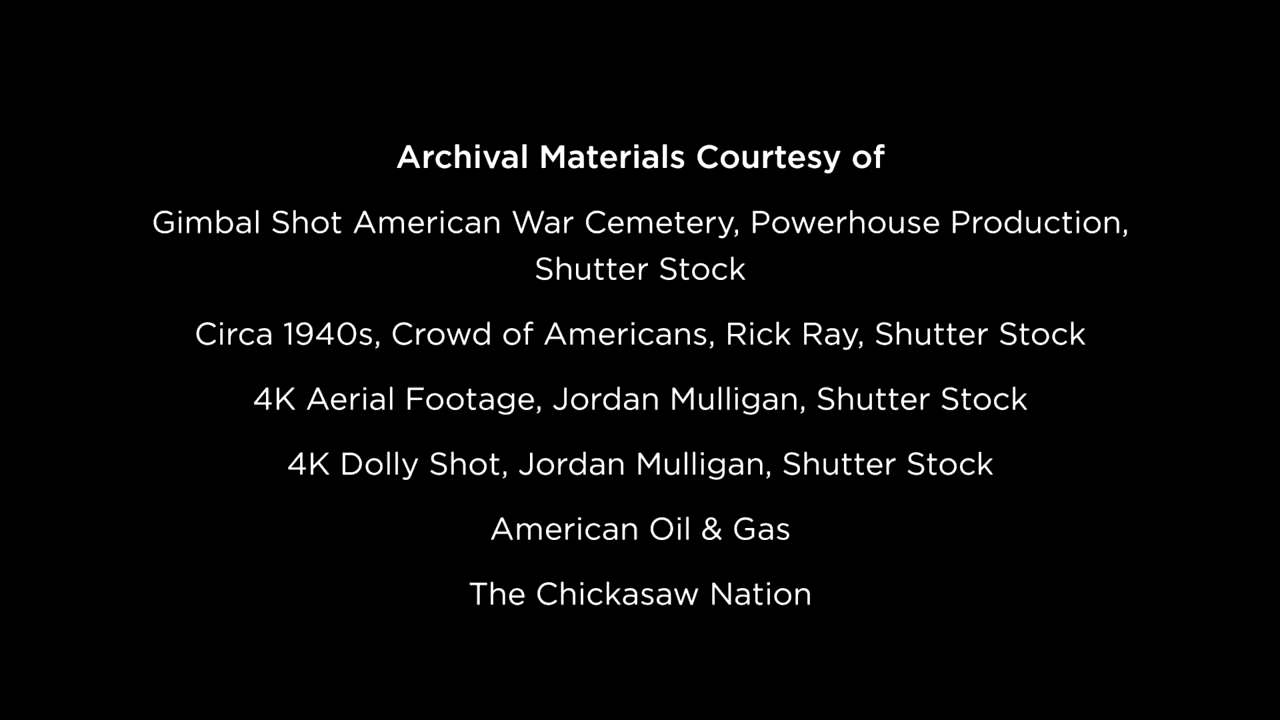 Archival Materials Courtesy of
Gimbal Shot American War Cemetery, Powerhouse Production,
Shutter Stock
Circa 1940s, Crowd of Americans, Rick Ray, Shutter Stock
4K Aerial Footage, Jordan Mulligan, Shutter Stock
4K Dolly Shot, Jordan Mulligan, Shutter Stock
American Oil & Gas
The Chickasaw Nation